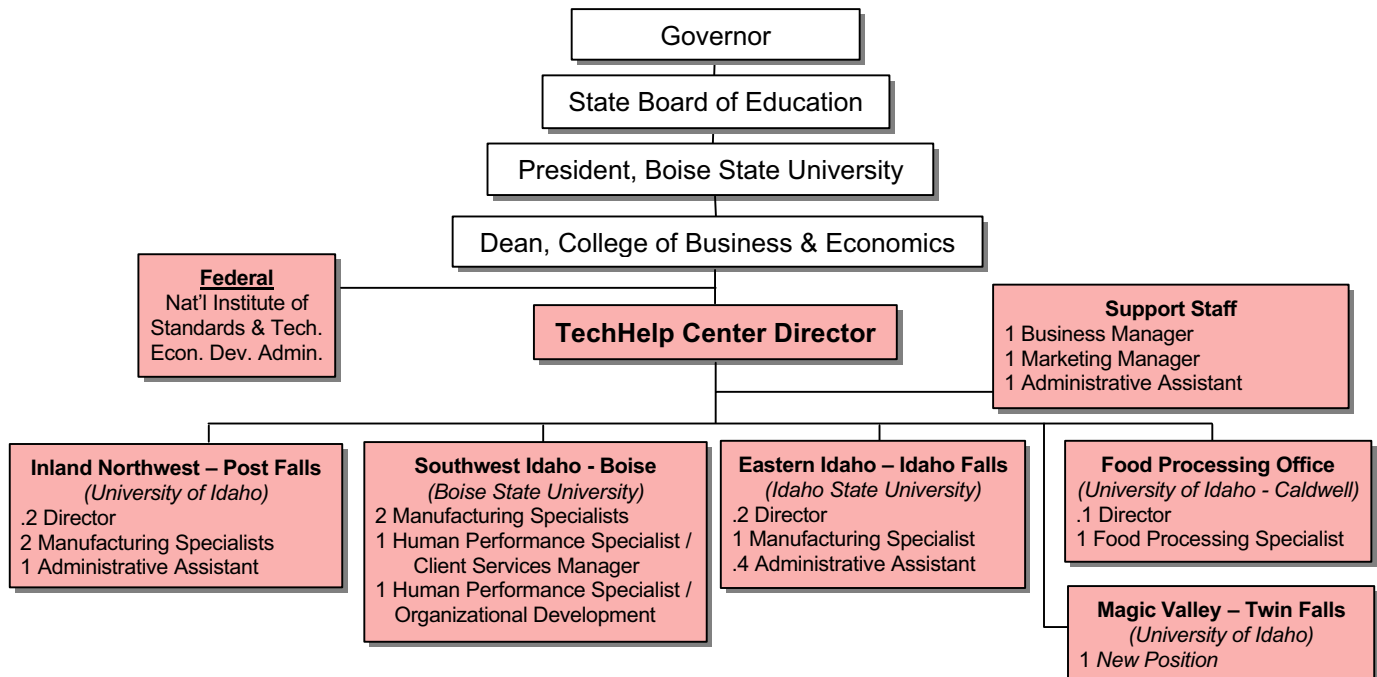 Governor
State Board of Education
President, Boise State University
Dean, College of Business & Economics
Federal
Nat’l Institute of
Standards & Tech.
Econ. Dev. Admin.
TechHelp Center Director
Support Staff
1 Business Manager
1 Marketing Manager
1 Administrative Assistant
Inland Northwest – Post Falls
(University of Idaho)
.2 Director
2 Manufacturing Specialists
1 Administrative Assistant
Southwest Idaho - Boise
(Boise State University)
2 Manufacturing Specialists
1 Human Performance Specialist /
Client Services Manager
1 Human Performance Specialist /
Organizational Development
Eastern Idaho – Idaho Falls
(Idaho State University)
.2 Director
1 Manufacturing Specialist
.4 Administrative Assistant
Food Processing Office
(University of Idaho - Caldwell)
.1 Director
1 Food Processing Specialist
Magic Valley – Twin Falls
(University of Idaho)
1 New Position